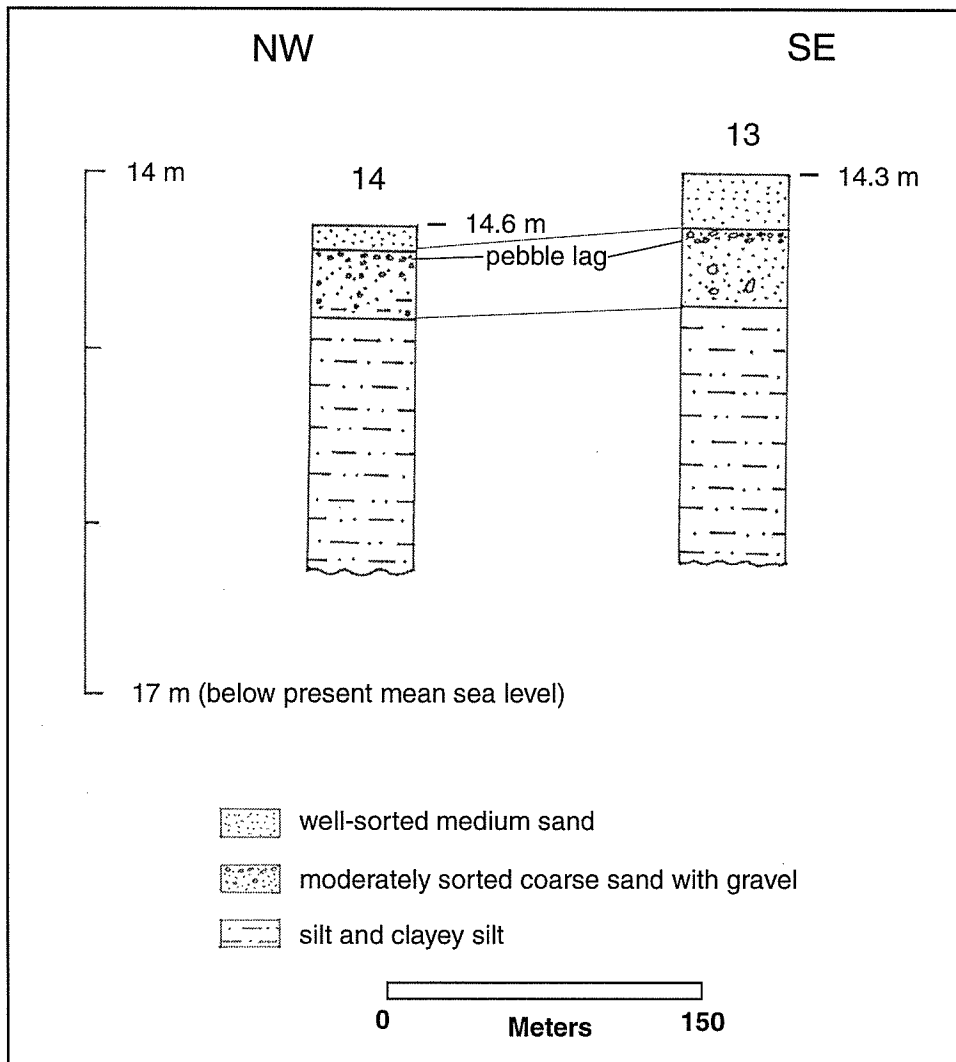 NW
SE
13
14 m
14
14.3 m
14.6 m
pebble lag
17 m (below present mean sea level)
well-sorted medium sand
moderately sorted coarse sand with gravel
silt and clayey silt
0
Meters
150